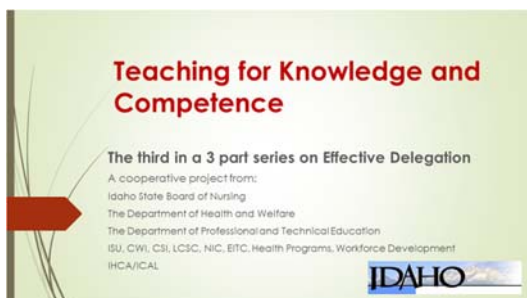 Teaching for Knowledge and
Competence
The third in a 3 part series on Effective Delegation
A cooperative project from:
Idaho State Board of Nursing
The Department of Health and Welfare
The Department of Professional and Technical Education
ISU, CWI, CSI, LCSC, NIC, EITC, Health Programs, Workforce Development
IHCA/ICAL
IDAHO